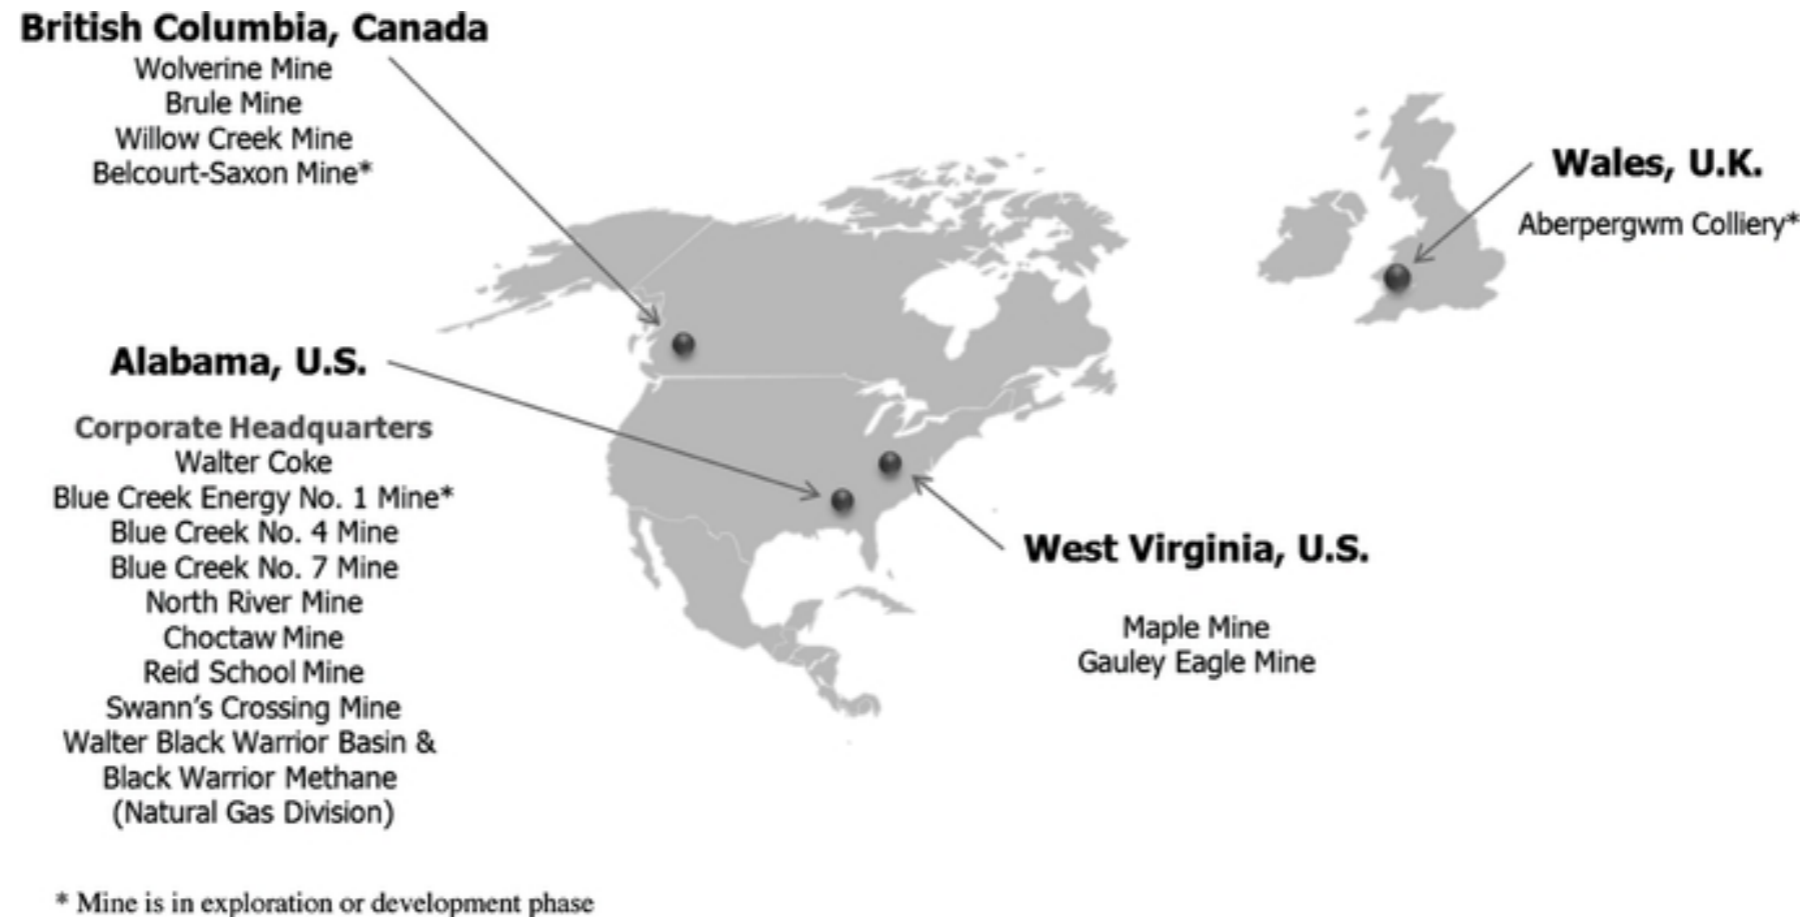 British Columbia, Canada
Wolverine Mine
Brule Mine
Willow Creek Mine
Belcourt-Saxon Mine*
Wales, U.K.
Aberpergwm Colliery*
Alabama, U.S.
Corporate Headquarters
Walter Coke
Blue Creek Energy No. 1 Mine*
Blue Creek No. 4 Mine
Blue Creek No. 7 Mine
North River Mine
Choctaw Mine
Reid School Mine
Swann's Crossing Mine
Walter Black Warrior Basin &
Black Warrior Methane
(Natural Gas Division)
West Virginia, U.S.
Maple Mine
Gauley Eagle Mine
* Mine is in exploration or development phase